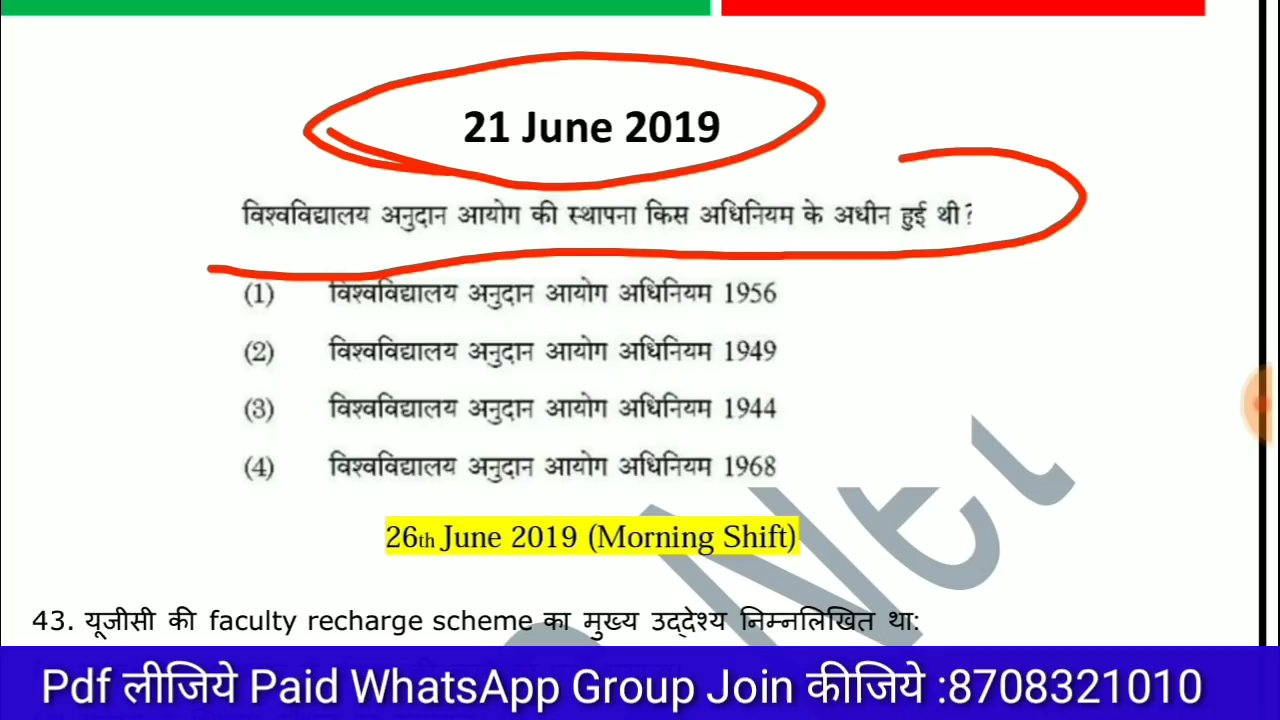 21 June 2019
विश्वविद्यालय अनुदान आयोग की स्थापना किस अधिनियम के अधीन हुई थी?
(1) विश्वविद्यालय अनुदान आयोग अधिनियम 1956
(2) विश्वविद्यालय अनुदान आयोग अधिनियम 1949
(3) विश्वविद्यालय अनुदान आयोग अधिनियम 1944
(4) विश्वविद्यालय अनुदान आयोग अधिनियम 1968
26th June 2019 (Morning Shift)
43. यूजीसी की faculty recharge scheme का मुख्य उद्देश्य निम्नलिखित था:
Pdf लीजिये Paid WhatsApp Group Join कीजिये :8708321010
Net